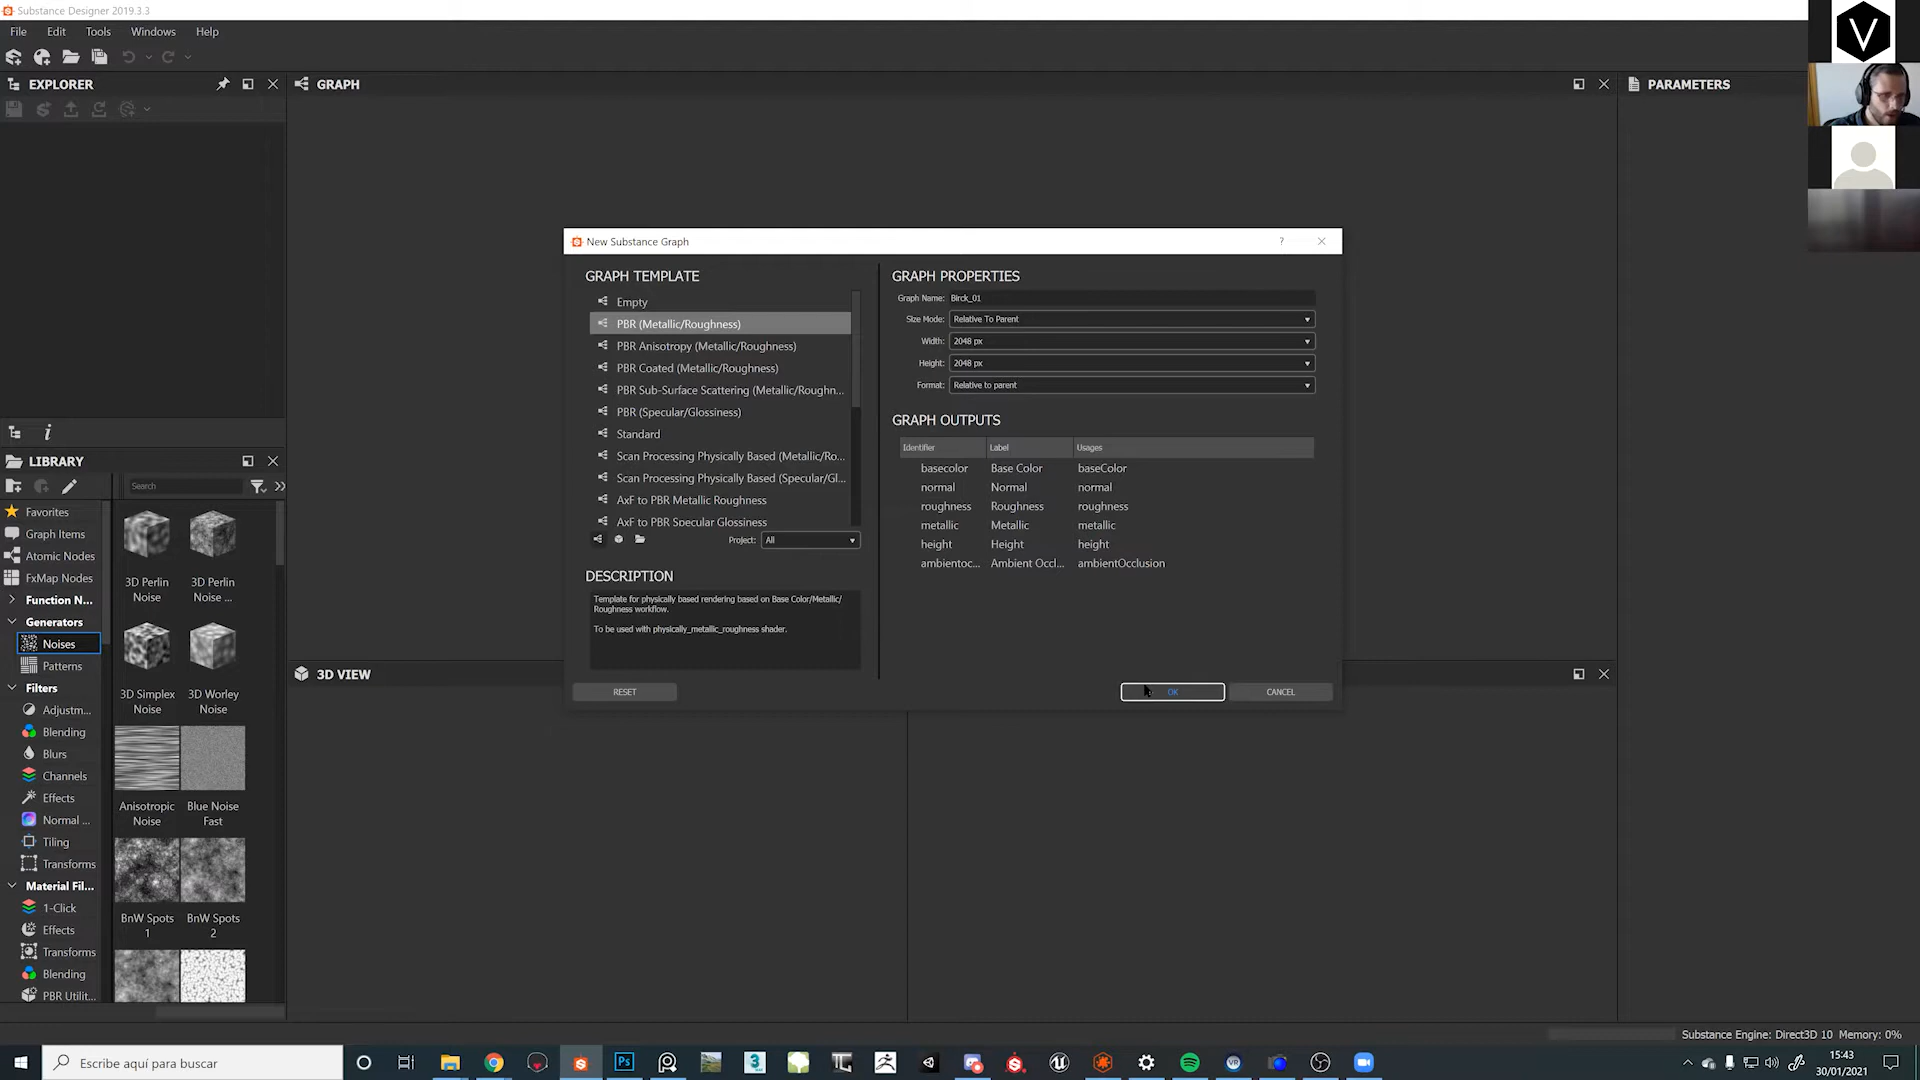 Substance Designer 2019.3.3
File Edit Tools Windows Help
EXPLORER
GRAPH
PARAMETERS
V
New Substance Graph
?
GRAPH TEMPLATE
Empty
PBR (Metallic/Roughness)
PBR Anisotropy (Metallic/Roughness)
PBR Coated (Metallic/Roughness)
PBR Sub-Surface Scattering (Metallic/Roughn...
PBR (Specular/Glossiness)
Standard
Scan Processing Physically Based (Metallic/Ro...
Scan Processing Physically Based (Specular/Gl...
AxF to PBR Metallic Roughness
AxF to PBR Specular Glossiness
Project: All
DESCRIPTION
Template for physically based rendering based on Base Color/Metallic/
Roughness workflow.
To be used with physically_metallic_roughness shader.
RESET
GRAPH PROPERTIES
Graph Name: Birck_01
Size Mode: Relative To Parent
Width: 2048 px
Height: 2048 px
Format: Relative to parent
GRAPH OUTPUTS
Identifier Label Usages
basecolor Base Color baseColor
normal Normal normal
roughness Roughness roughness
metallic Metallic metallic
height Height height
ambientoc... Ambient Occl... ambientOcclusion
OK
CANCEL
LIBRARY
Search
Favorites
Graph Items
Atomic Nodes
FxMap Nodes
Function N...
Generators
Noises
Patterns
Filters
Adjustm...
Blending
Blurs
Channels
Effects
Normal ...
Tiling
Transforms
Material Fil...
1-Click
Effects
Transforms
Blending
PBR Utilit...
3D Perlin
Noise
3D Perlin
Noise ...
3D Simplex
Noise
3D Worley
Noise
Anisotropic
Noise
Blue Noise
Fast
BnW Spots
1
BnW Spots
2
3D VIEW
Substance Engine: Direct3D 10 Memory: 0%
Escribe aquí para buscar
Ps
15:43
30/01/2021